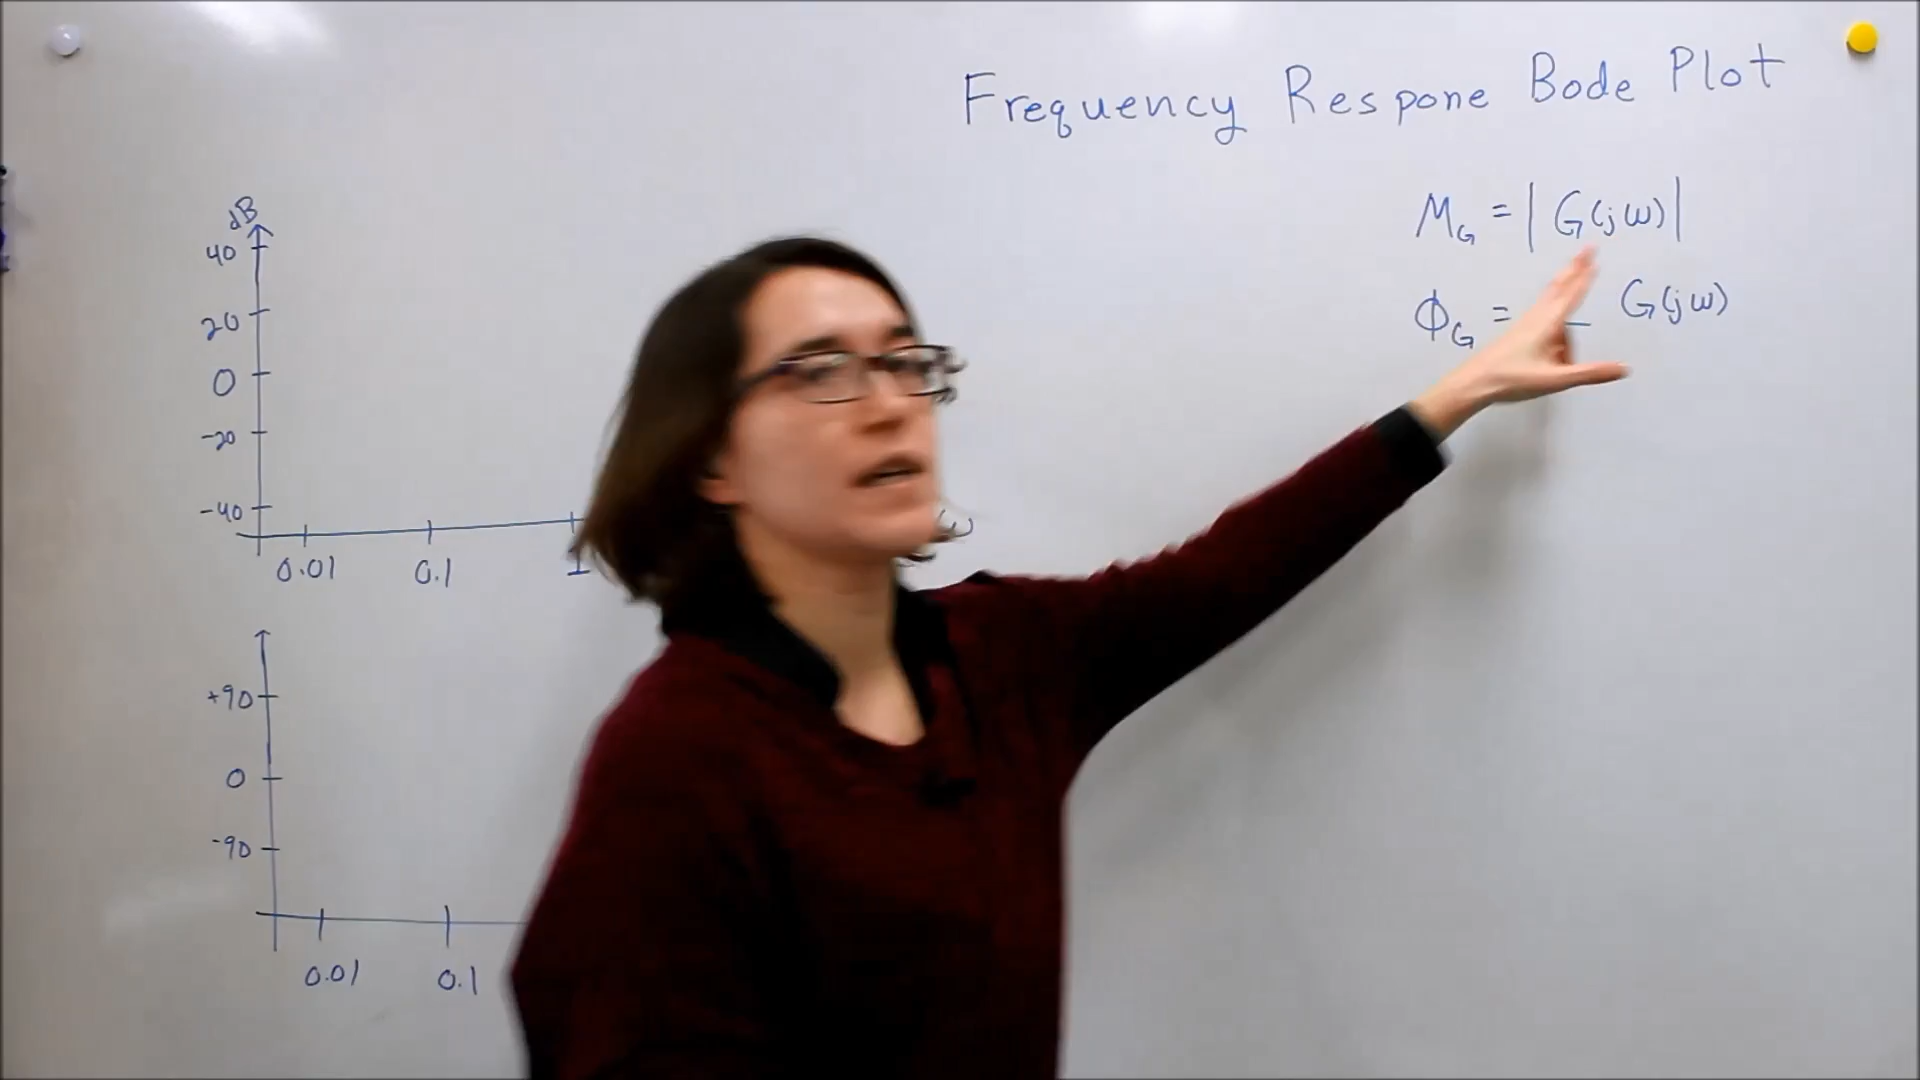 Frequency Respone Bode Plot
M_G = | G(jω)|
ϕ_G = ∠ G(jω)
dB
40
20
0
-20
-40
0.01 0.1 1 ω
+90
0
-90
0.01 0.1